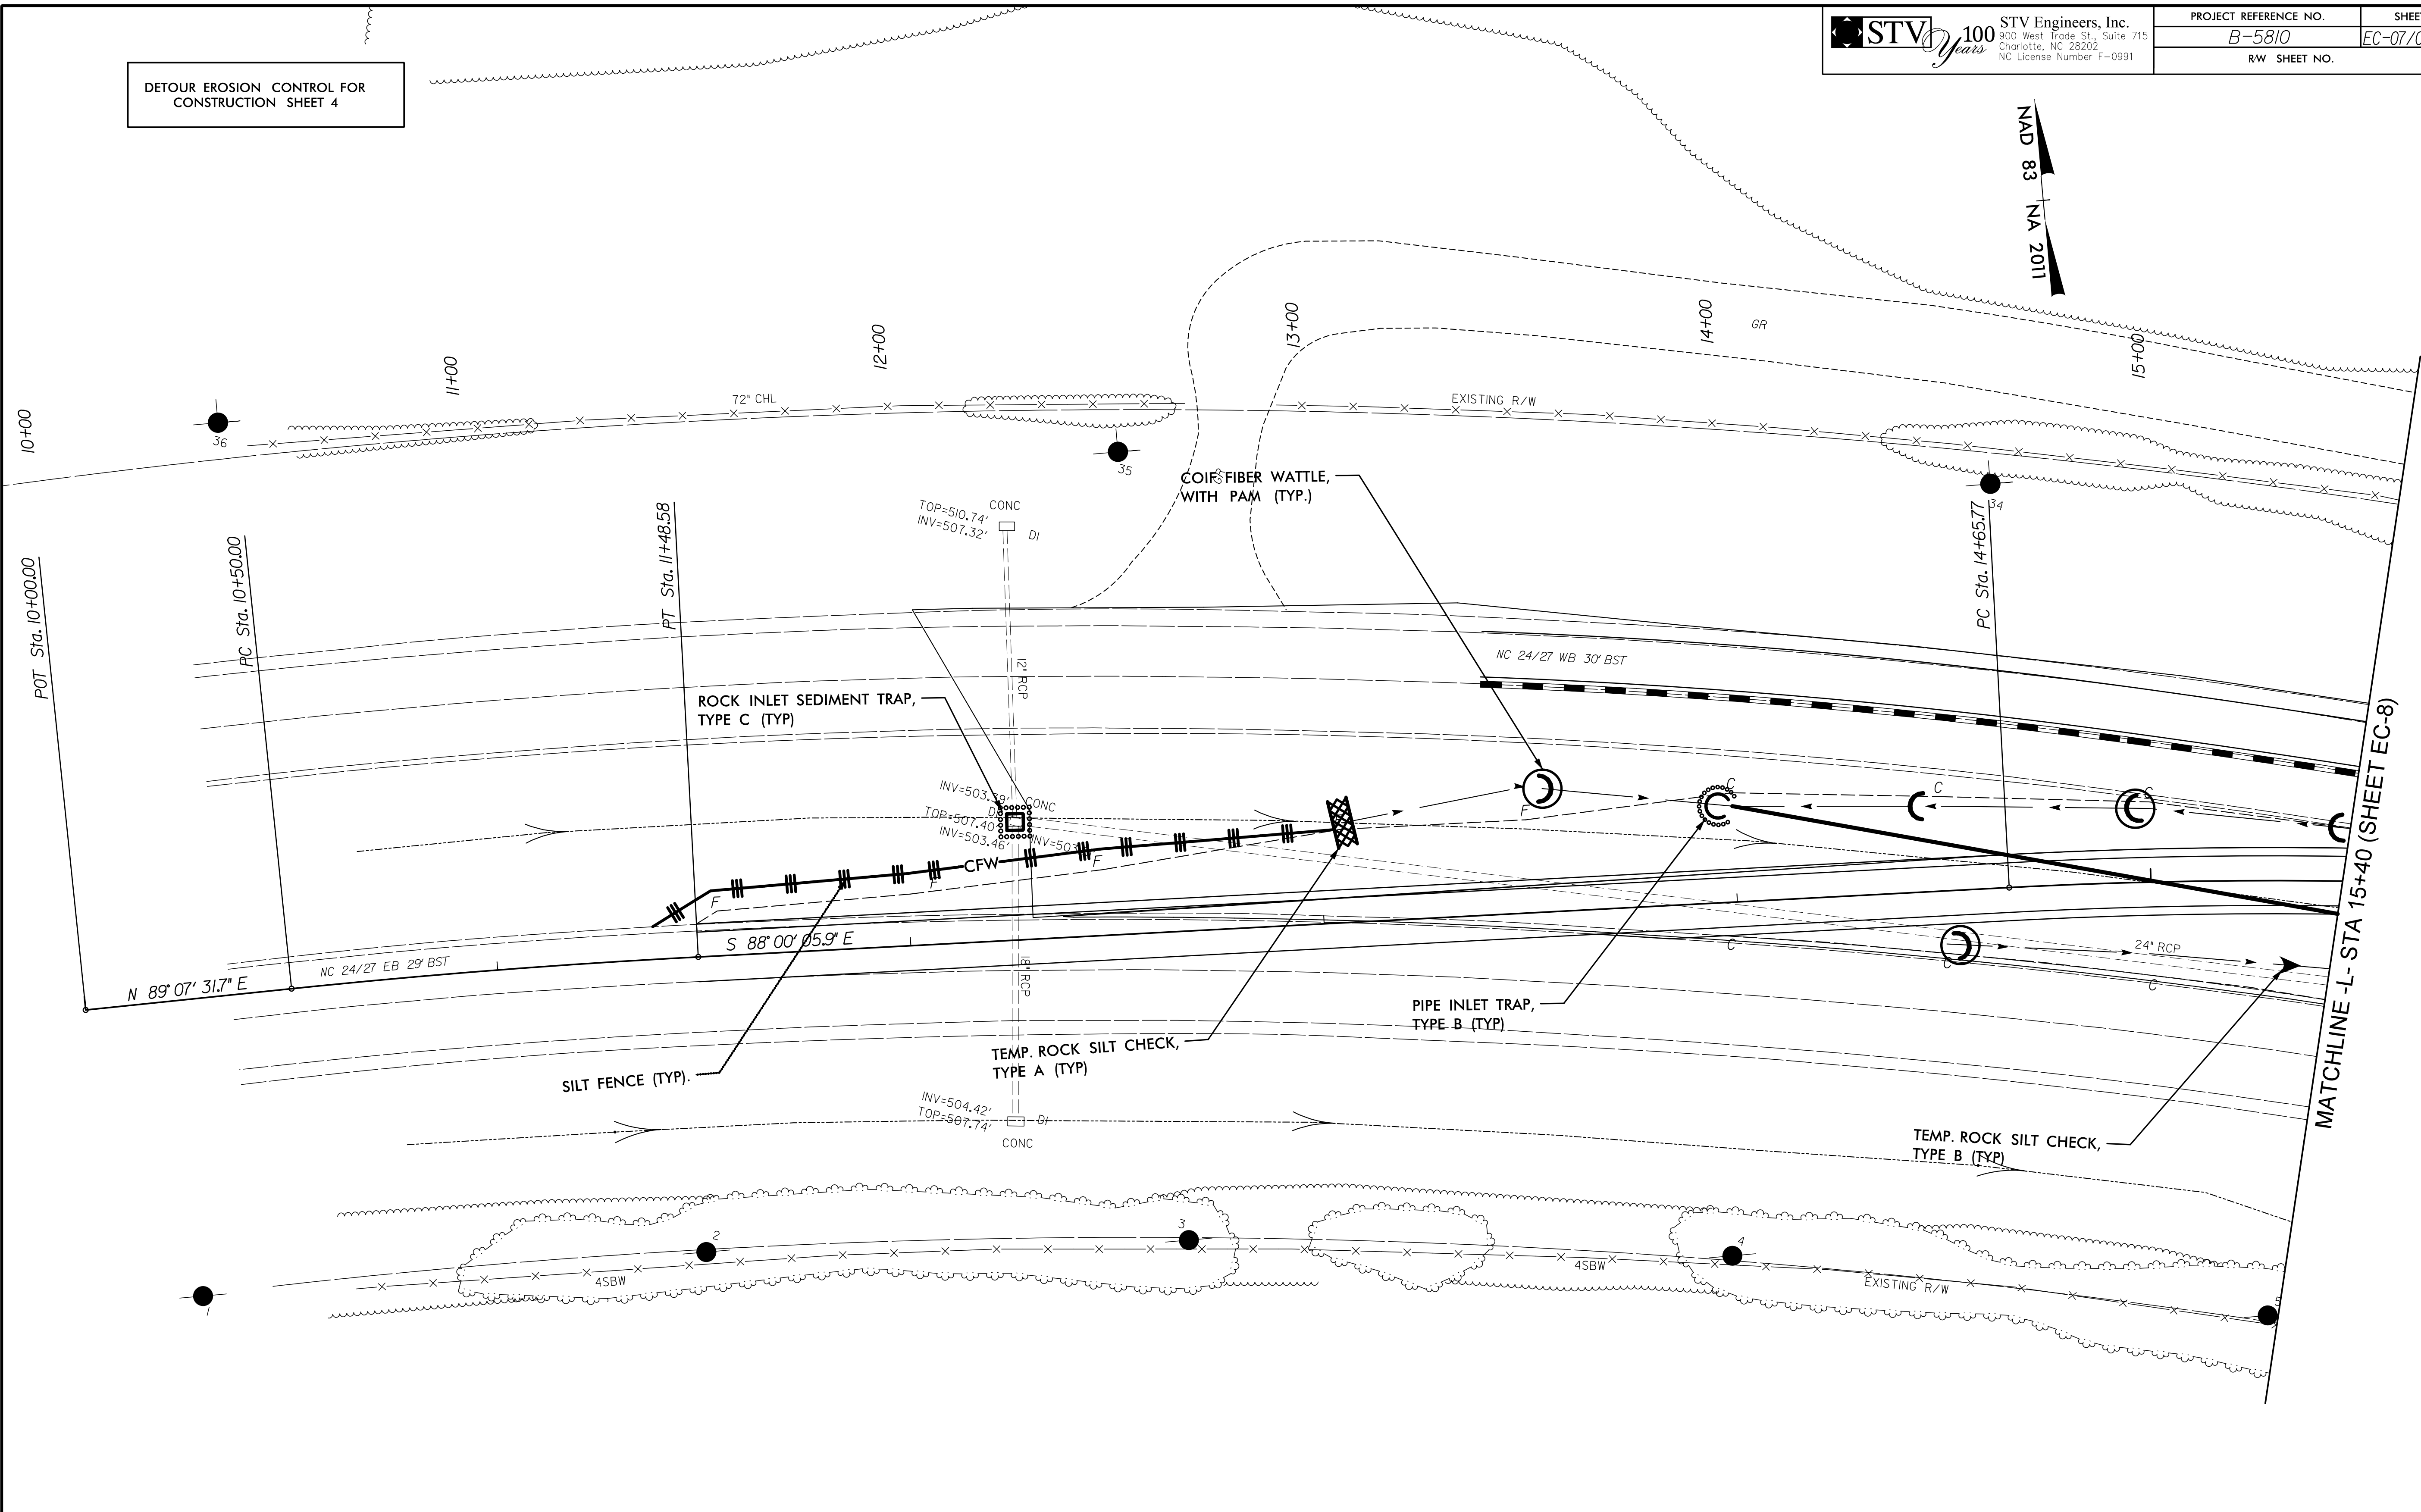 STV
100
Years
STV Engineers, Inc.
900 West Trade St., Suite 715
Charlotte, NC 28202
NC License Number F-0991
PROJECT REFERENCE NO.
B-5810
R/W SHEET NO.
EC-07/
DETOUR EROSION CONTROL FOR
CONSTRUCTION SHEET 4
NAD 83 NA 2011
10+00
11+00
12+00
13+00
14+00
15+00
GR
36
72" CHL
35
EXISTING R/W
34
POT Sta. 10+00.00
PC Sta. 10+50.00
PT Sta. 11+48.58
PC Sta. 14+65.77
TOP=510.74'
INV=507.32'
CONC
DI
COIF FIBER WATTLE,
WITH PAM (TYP.)
12" RCP
NC 24/27 WB 30' BST
ROCK INLET SEDIMENT TRAP,
TYPE C (TYP)
INV=503.39'
CONC
TOP=507.40'
INV=503.46'
CFW
F
F
F
F
C
C
C
C
C
C
S 88° 00' 05.9" E
N 89° 07' 31.7" E
NC 24/27 EB 29' BST
18" RCP
24" RCP
PIPE INLET TRAP,
TYPE B (TYP)
TEMP. ROCK SILT CHECK,
TYPE A (TYP)
SILT FENCE (TYP).
INV=504.42'
TOP=507.74'
DI
CONC
TEMP. ROCK SILT CHECK,
TYPE B (TYP)
MATCHLINE -L- STA 15+40 (SHEET EC-8)
1
2
3
4
5
4SBW
4SBW
EXISTING R/W